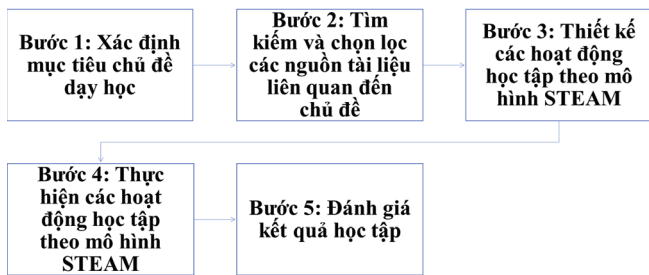 Bước 1: Xác định
mục tiêu chủ đề
dạy học
Bước 2: Tìm
kiếm và chọn lọc
các nguồn tài liệu
liên quan đến
chủ đề
Bước 3: Thiết kế
các hoạt động
học tập theo mô
hình STEAM
Bước 4: Thực
hiện các hoạt
động học tập
theo mô hình
STEAM
Bước 5: Đánh giá
kết quả học tập